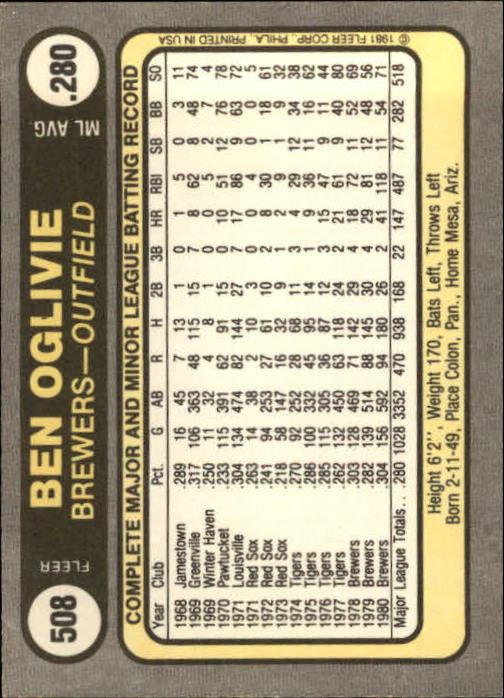 508
FLEER
BEN OGLIVIE
BREWERS—OUTFIELD
ML AVG. .280
COMPLETE MAJOR AND MINOR LEAGUE BATTING RECORD
Year Club Pct. G AB R H 2B 3B HR RBI SB BB SO
1968 Jamestown .289 16 45 7 13 1 0 1 5 0 3 11
1969 Greenville .317 106 363 48 115 15 7 8 62 8 48 74
1969 Winter Haven .250 11 32 4 8 1 0 0 5 2 7 4
1970 Pawtucket .233 115 391 62 91 15 0 10 51 12 76 78
1971 Louisville .304 134 474 82 144 27 7 17 86 9 63 72
1971 Red Sox .263 14 38 2 10 3 0 0 4 0 0 5
1972 Red Sox .241 94 253 27 61 10 2 8 30 1 18 61
1973 Red Sox .218 58 147 16 32 9 1 2 9 1 9 32
1974 Tigers .270 92 252 28 68 11 3 4 29 12 34 38
1975 Tigers .286 100 332 45 95 14 1 9 36 11 16 62
1976 Tigers .285 115 305 36 87 12 3 15 47 9 11 44
1977 Tigers .262 132 450 63 118 24 2 21 61 9 40 80
1978 Brewers .303 128 469 71 142 29 4 18 72 11 52 69
1979 Brewers .282 139 514 88 145 30 4 29 81 12 48 56
1980 Brewers .304 156 592 94 180 26 2 41 118 11 54 71
Major League Totals . . .280 1028 3352 470 938 168 22 147 487 77 282 518
Height 6'2'', Weight 170, Bats Left, Throws Left
Born 2-11-49, Place Colon, Pan., Home Mesa, Ariz.
© 1981 FLEER CORP., PHILA., PRINTED IN USA